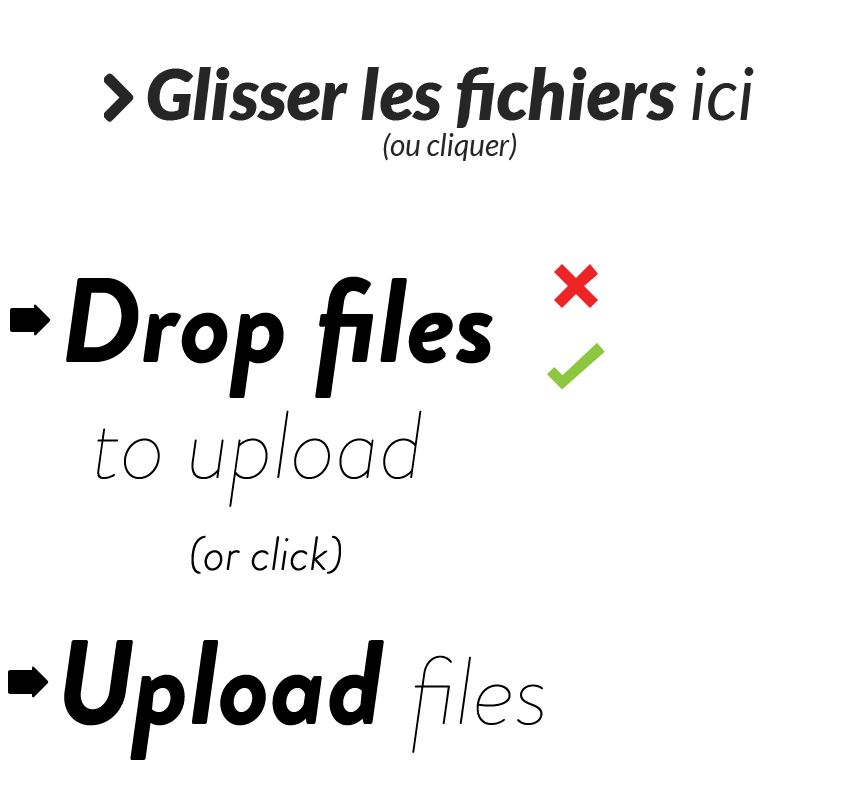 Glisser les fichiers ici
(ou cliquer)
Drop files
to upload
(or click)
Upload files